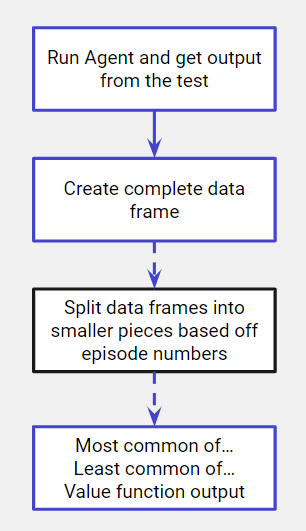 Run Agent and get output
from the test
Create complete data
frame
Split data frames into
smaller pieces based off
episode numbers
Most common of...
Least common of...
Value function output